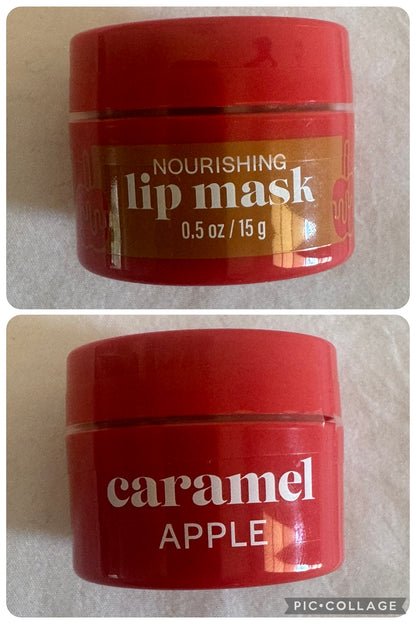 NOURISHING
lip mask
0.5 oz / 15 g
caramel
APPLE
PIC•COLLAGE